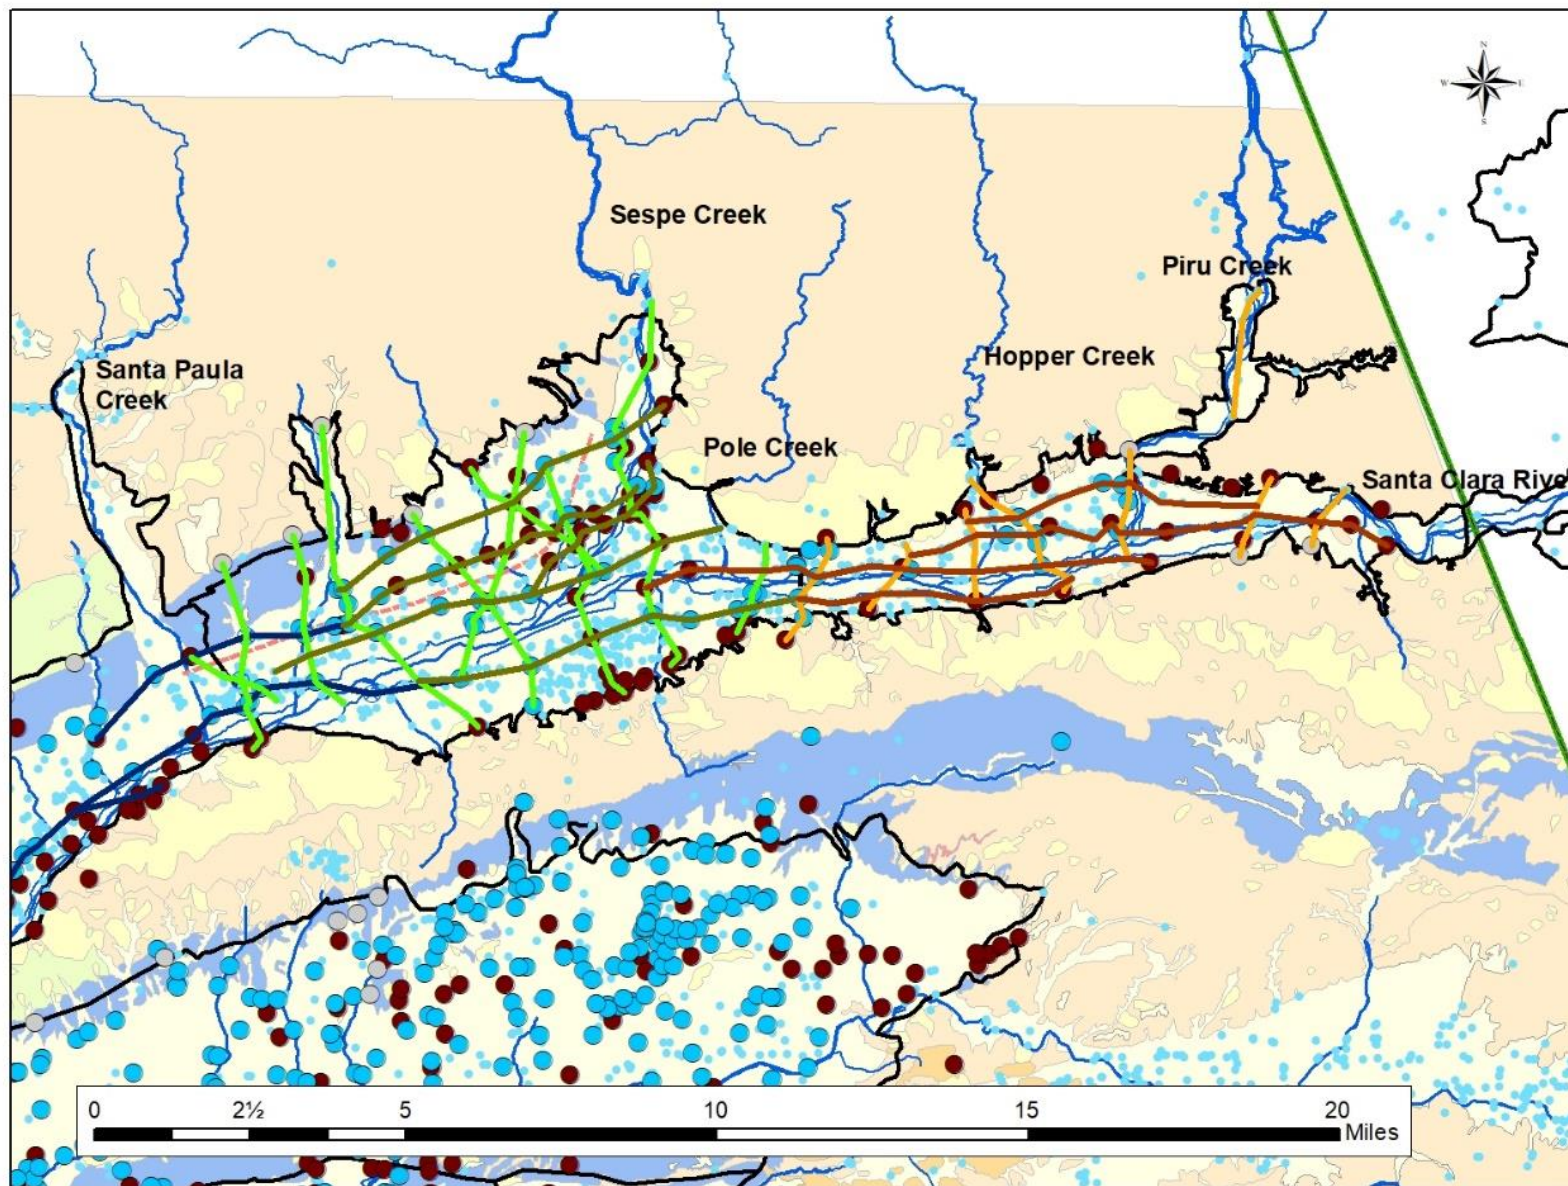 N
W E
S
Sespe Creek
Piru Creek
Santa Paula
Creek
Hopper Creek
Pole Creek
Santa Clara Rive
0 2½ 5 10 15 20
Miles